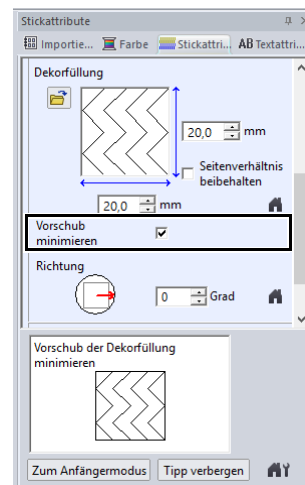 Stickattribute
Importie... Farbe Stickattri... AB Textattri...
Dekorfüllung
20,0 mm
Seitenverhältnis
beibehalten
20,0 mm
Vorschub
minimieren
Richtung
0 Grad
Vorschub der Dekorfüllung
minimieren
Zum Anfängermodus Tipp verbergen